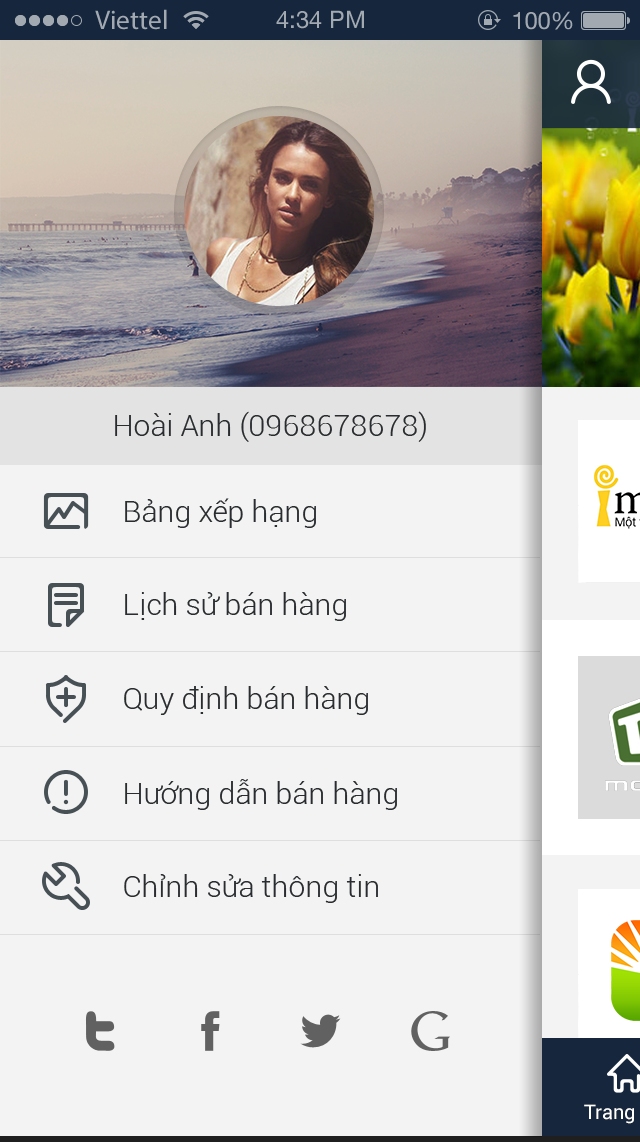 Viettel 4:34 PM 100%
Hoài Anh (0968678678)
Bảng xếp hạng
Lịch sử bán hàng
Quy định bán hàng
Hướng dẫn bán hàng
Chỉnh sửa thông tin
Một
Trang